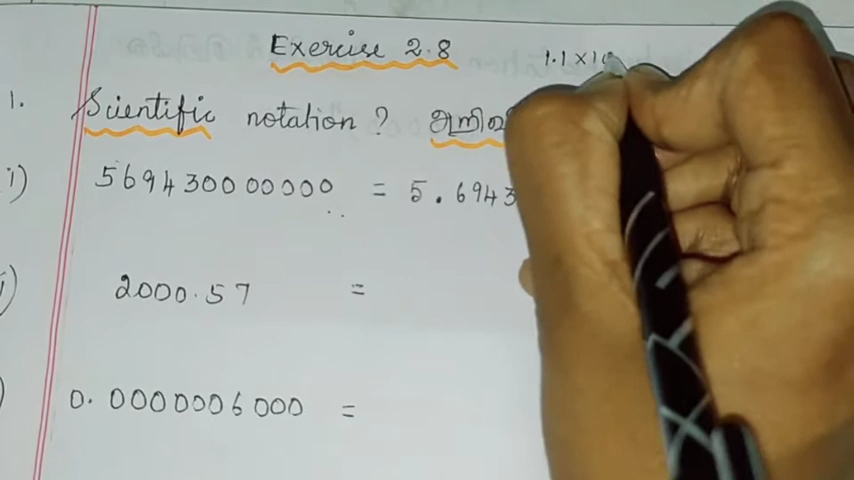 Exercise 2.8
1.1 × 10
1. Scientific notation ?
i) 569430000000 = 5.6943
2000.57 =
0.0000006000 =